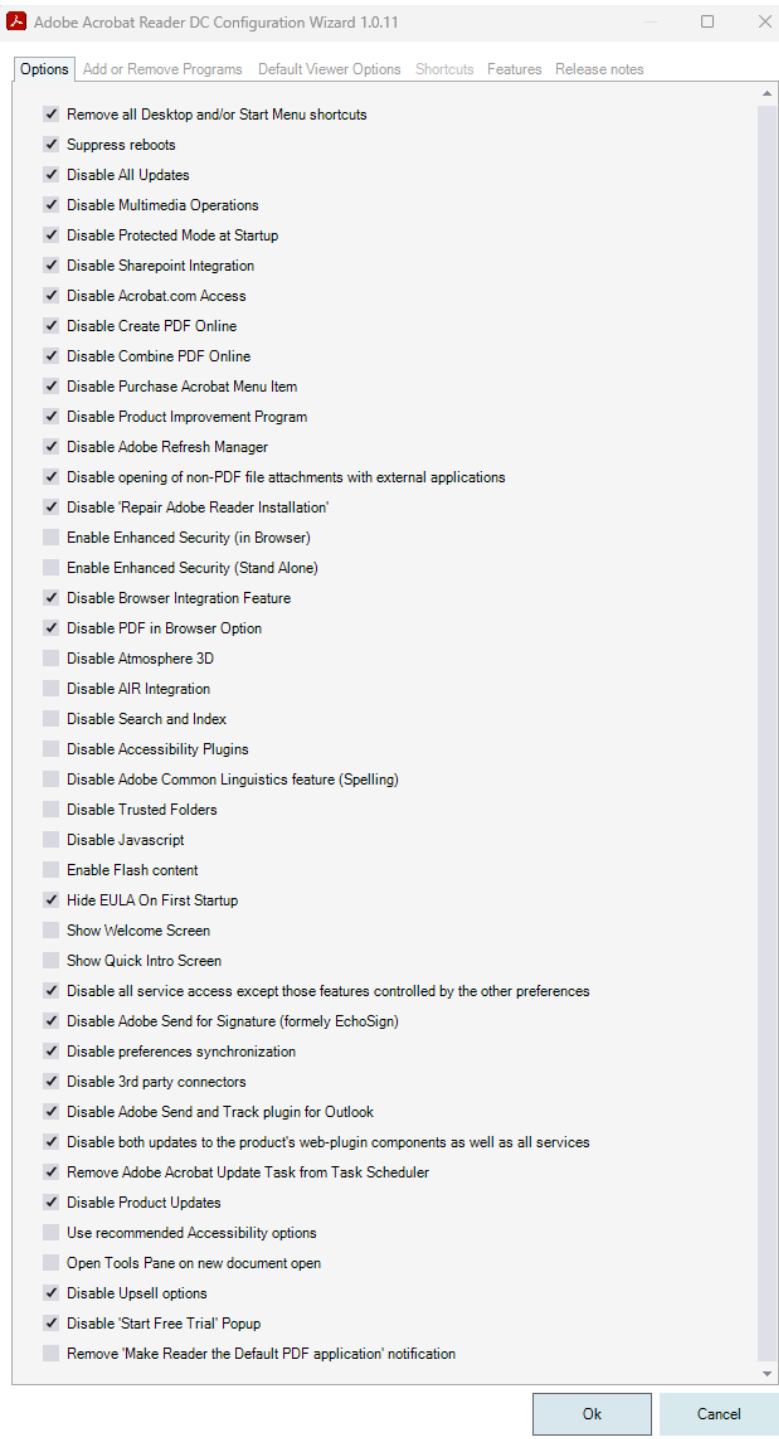 Adobe Acrobat Reader DC Configuration Wizard 1.0.11
Options Add or Remove Programs Default Viewer Options Shortcuts Features Release notes
Remove all Desktop and/or Start Menu shortcuts
Suppress reboots
Disable All Updates
Disable Multimedia Operations
Disable Protected Mode at Startup
Disable Sharepoint Integration
Disable Acrobat.com Access
Disable Create PDF Online
Disable Combine PDF Online
Disable Purchase Acrobat Menu Item
Disable Product Improvement Program
Disable Adobe Refresh Manager
Disable opening of non-PDF file attachments with external applications
Disable 'Repair Adobe Reader Installation'
Enable Enhanced Security (in Browser)
Enable Enhanced Security (Stand Alone)
Disable Browser Integration Feature
Disable PDF in Browser Option
Disable Atmosphere 3D
Disable AIR Integration
Disable Search and Index
Disable Accessibility Plugins
Disable Adobe Common Linguistics feature (Spelling)
Disable Trusted Folders
Disable Javascript
Enable Flash content
Hide EULA On First Startup
Show Welcome Screen
Show Quick Intro Screen
Disable all service access except those features controlled by the other preferences
Disable Adobe Send for Signature (formely EchoSign)
Disable preferences synchronization
Disable 3rd party connectors
Disable Adobe Send and Track plugin for Outlook
Disable both updates to the product's web-plugin components as well as all services
Remove Adobe Acrobat Update Task from Task Scheduler
Disable Product Updates
Use recommended Accessibility options
Open Tools Pane on new document open
Disable Upsell options
Disable 'Start Free Trial' Popup
Remove 'Make Reader the Default PDF application' notification
Ok Cancel